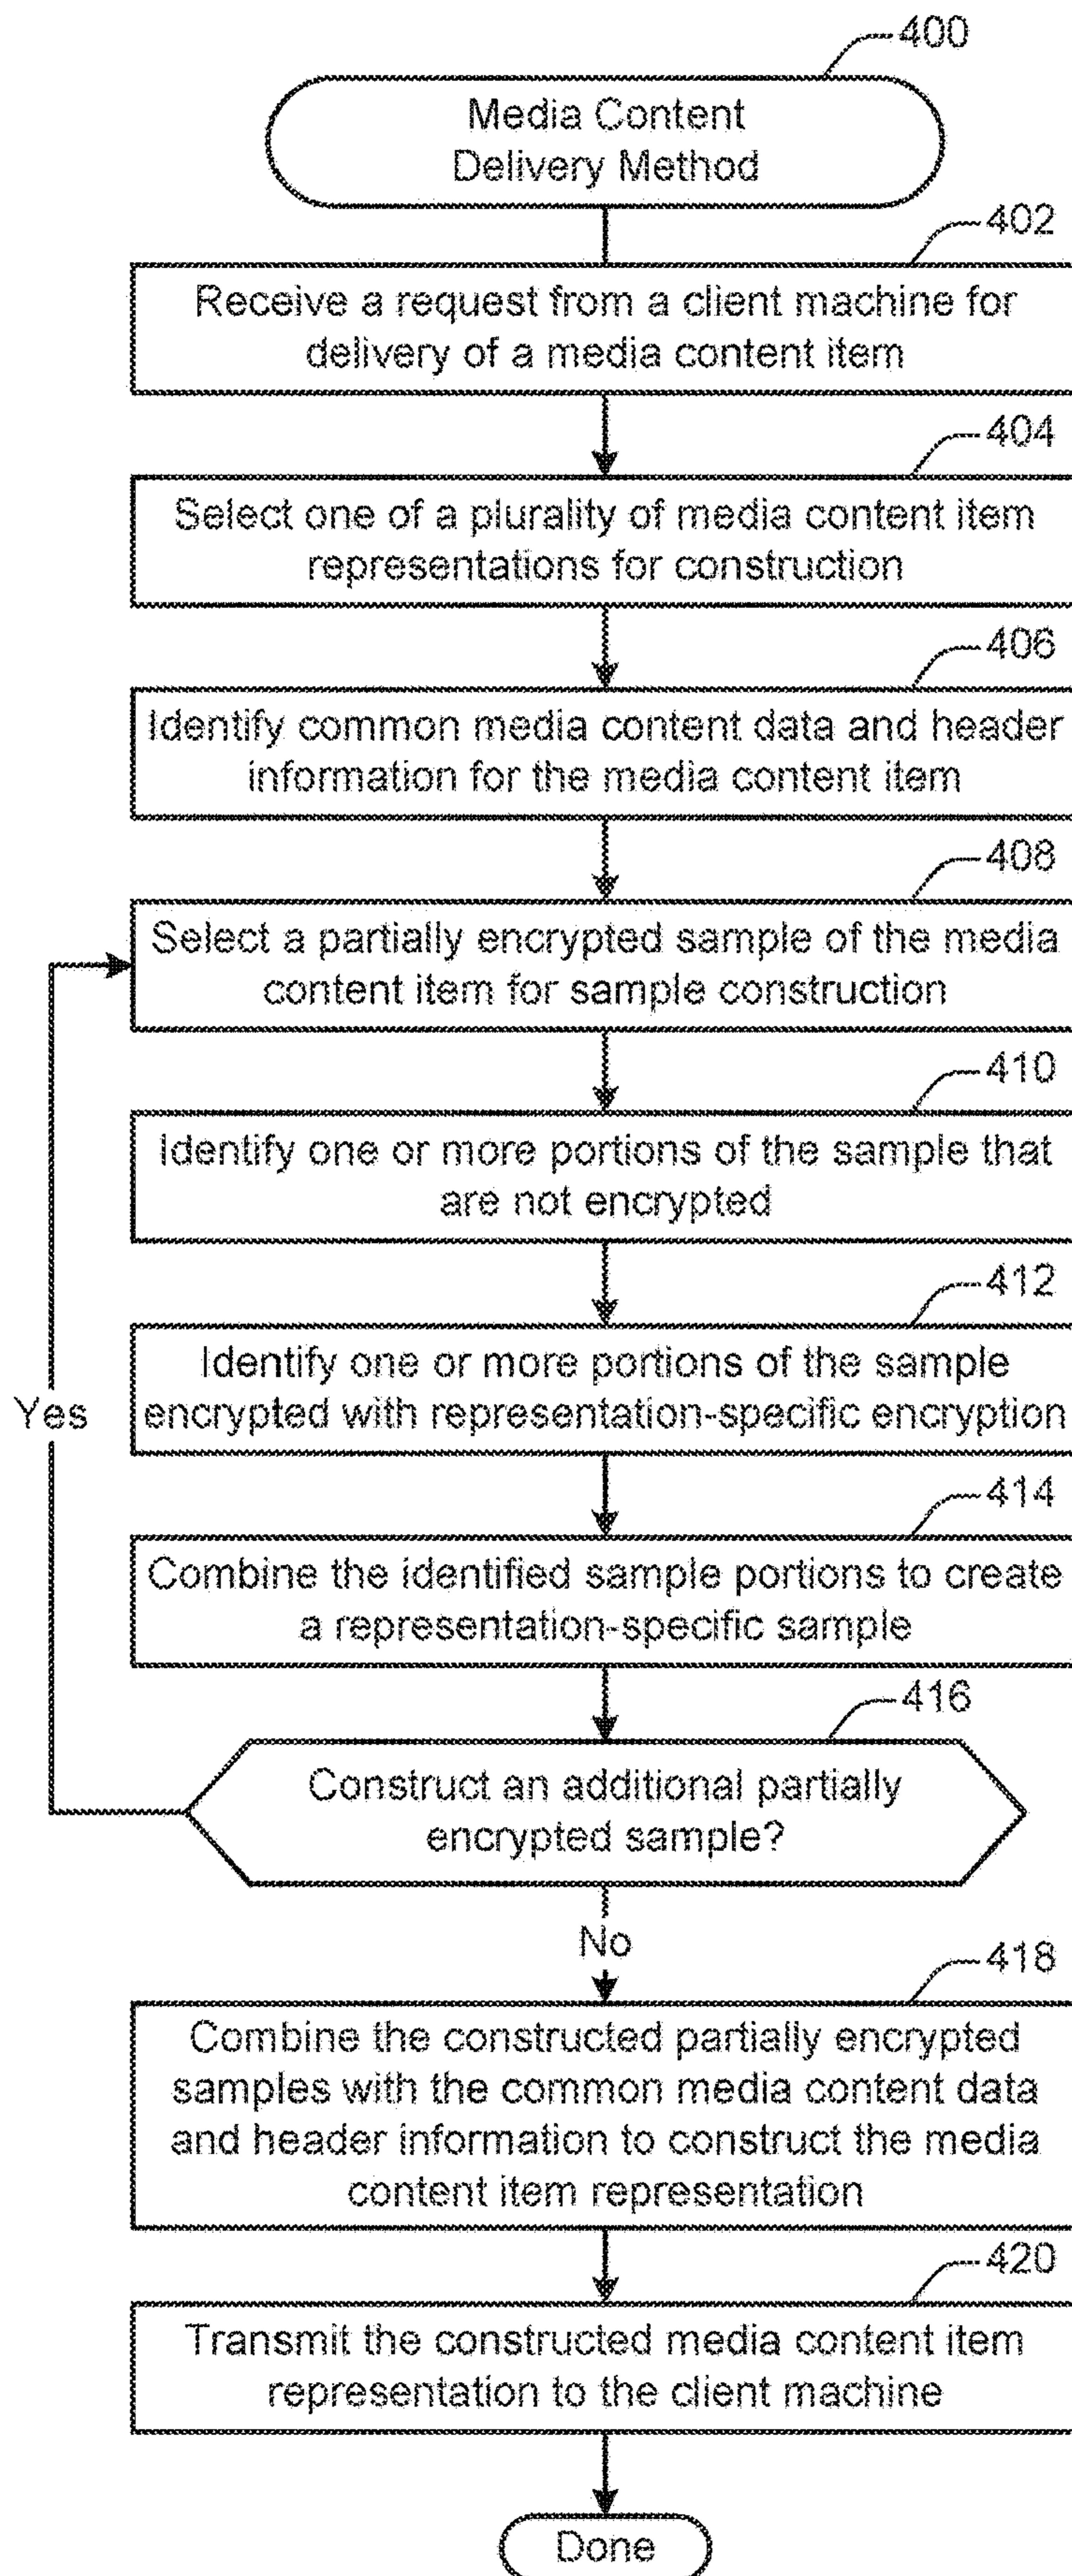 400
Media Content
Delivery Method
402
Receive a request from a client machine for
delivery of a media content item
404
Select one of a plurality of media content item
representations for construction
406
Identify common media content data and header
information for the media content item
408
Select a partially encrypted sample of the media
content item for sample construction
410
Identify one or more portions of the sample that
are not encrypted
412
Identify one or more portions of the sample
encrypted with representation-specific encryption
Yes
414
Combine the identified sample portions to create
a representation-specific sample
416
Construct an additional partially
encrypted sample?
No
418
Combine the constructed partially encrypted
samples with the common media content data
and header information to construct the media
content item representation
420
Transmit the constructed media content item
representation to the client machine
Done